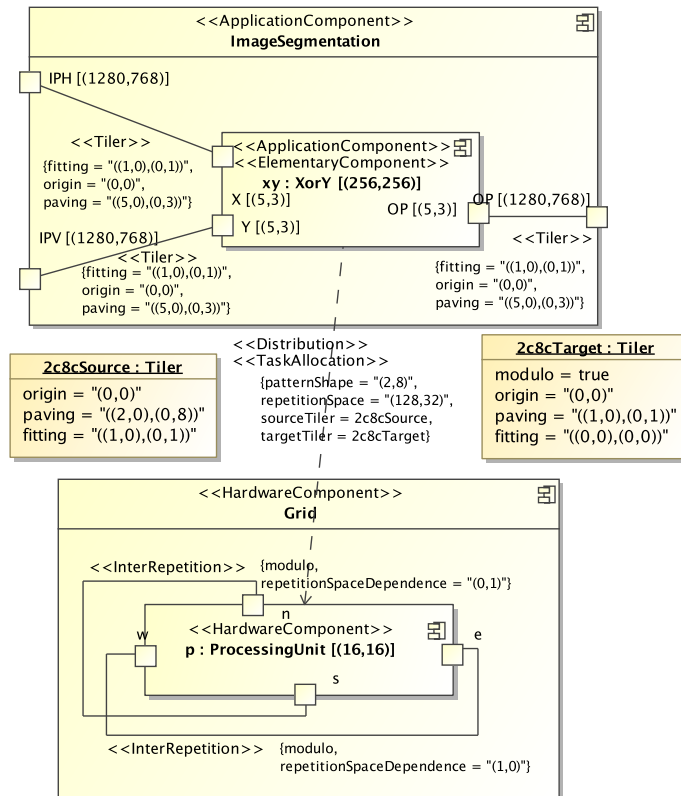 <<ApplicationComponent>>
ImageSegmentation
IPH [(1280,768)]
<<Tiler>>
{fitting = "((1,0),(0,1))",
origin = "(0,0)",
paving = "((5,0),(0,3))"}
<<ApplicationComponent>>
<<ElementaryComponent>>
xy : XorY [(256,256)]
X [(5,3)]
Y [(5,3)]
OP [(5,3)]
OP [(1280,768)]
IPV [(1280,768)]
<<Tiler>>
{fitting = "((1,0),(0,1))",
origin = "(0,0)",
paving = "((5,0),(0,3))"}
<<Tiler>>
{fitting = "((1,0),(0,1))",
origin = "(0,0)",
paving = "((5,0),(0,3))"}
<<Distribution>>
<<TaskAllocation>>
{patternShape = "(2,8)",
repetitionSpace = "(128,32)",
sourceTiler = 2c8cSource,
targetTiler = 2c8cTarget}
2c8cSource : Tiler
origin = "(0,0)"
paving = "((2,0),(0,8))"
fitting = "((1,0),(0,1))"
2c8cTarget : Tiler
modulo = true
origin = "(0,0)"
paving = "((1,0),(0,1))"
fitting = "((0,0),(0,0))"
<<HardwareComponent>>
Grid
<<InterRepetition>>
{modulo,
repetitionSpaceDependence = "(0,1)"}
n
w
e
<<HardwareComponent>>
p : ProcessingUnit [(16,16)]
s
<<InterRepetition>>
{modulo,
repetitionSpaceDependence = "(1,0)"}